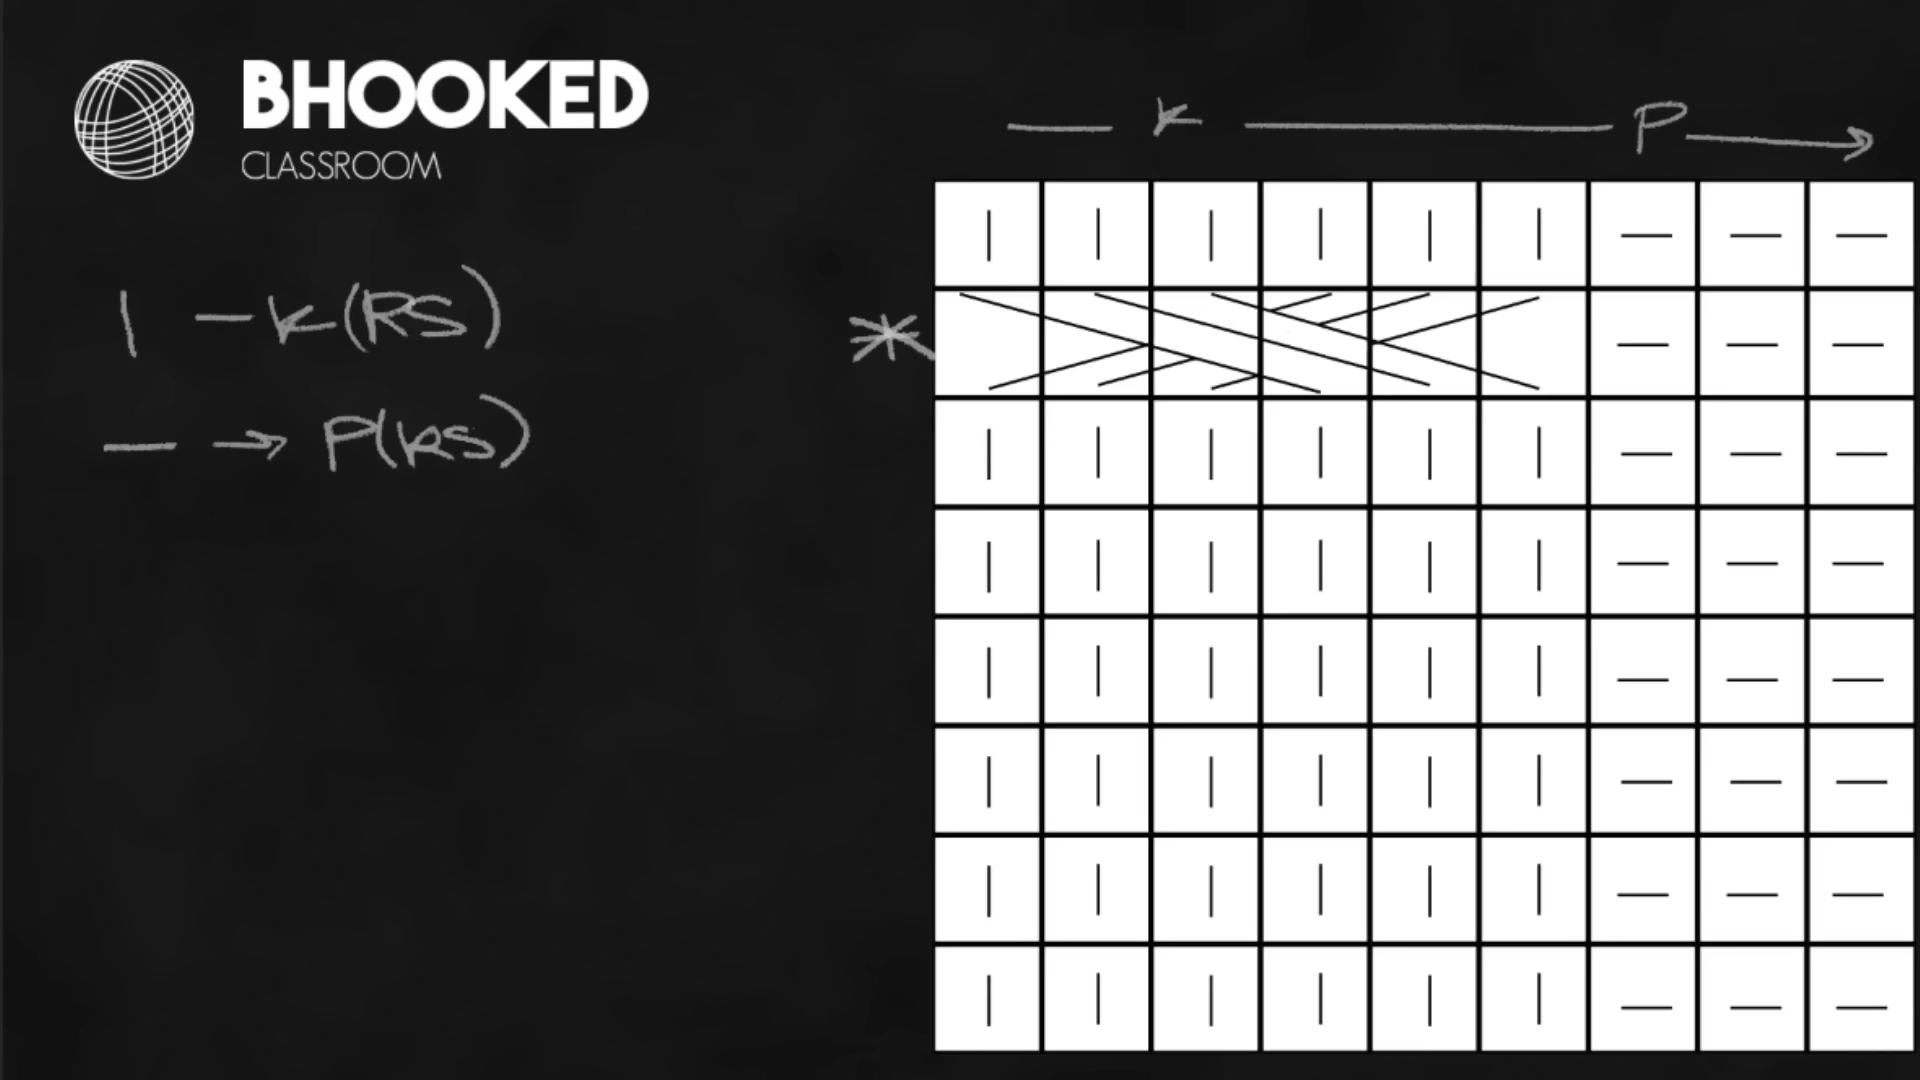 BHOOKED
CLASSROOM
— K — P →
| — K (RS)
— → P (RS)
*